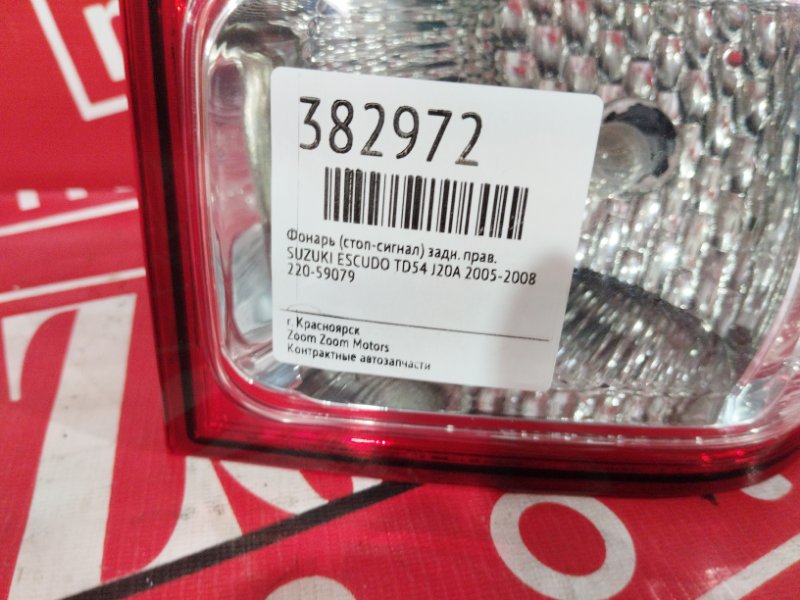 382972
Фонарь (стоп-сигнал) задн. прав.
SUZUKI ESCUDO TD54 J20A 2005-2008
220-59079
г. Красноярск
Zoom Zoom Motors
Контрактные автозапчасти